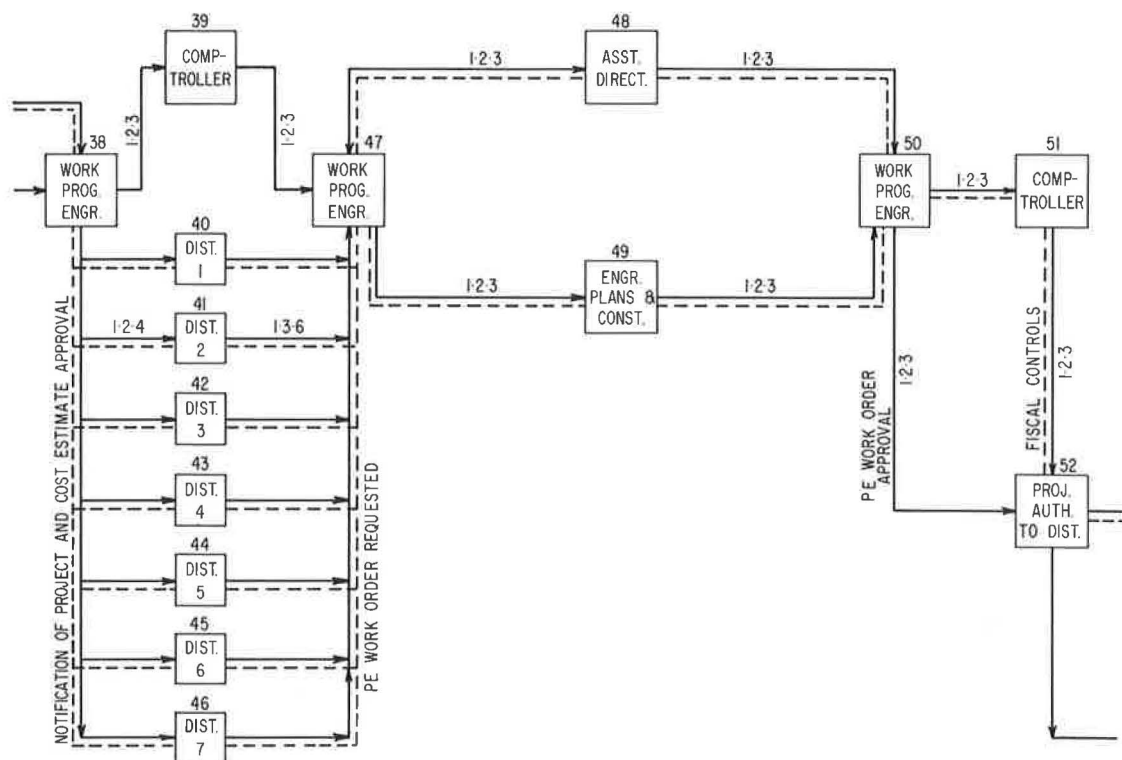 39
COMP-
TROLLER
48
ASST.
DIRECT.
1·2·3
1·2·3
38
WORK
PROG.
ENGR.
1·2·3
1·2·3
47
WORK
PROG.
ENGR.
50
WORK
PROG.
ENGR.
1·2·3
51
COMP-
TROLLER
40
DIST.
1
49
ENGR.
PLANS &
CONST.
1·2·3
1·2·3
41
DIST.
2
1·2·4
1·3·6
42
DIST.
3
43
DIST.
4
44
DIST.
5
45
DIST.
6
46
DIST.
7
NOTIFICATION OF PROJECT AND COST ESTIMATE APPROVAL
PE WORK ORDER REQUESTED
PE WORK ORDER
APPROVAL
1·2·3
FISCAL CONTROLS
1·2·3
52
PROJ.
AUTH.
TO DIST.